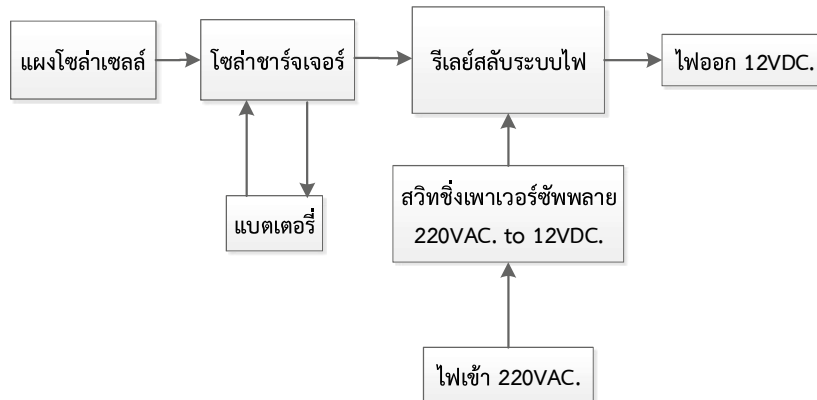 แผงโซล่าเซลล์
โซล่าชาร์จเจอร์
รีเลย์สลับระบบไฟ
ไฟออก 12VDC.
แบตเตอรี่
สวิทชิ่งเพาเวอร์ซัพพลาย
220VAC. to 12VDC.
ไฟเข้า 220VAC.